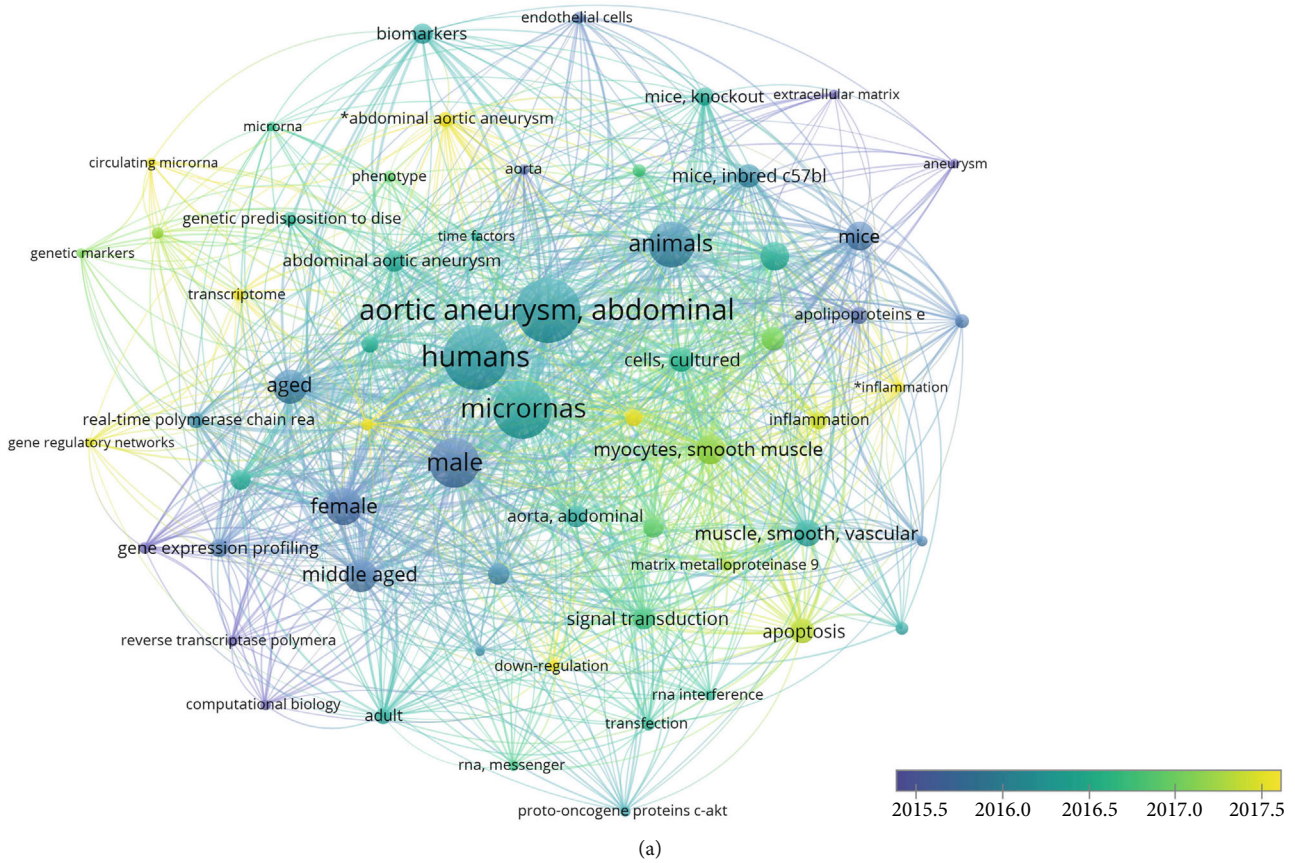 endothelial cells
biomarkers
mice, knockout
extracellular matrix
*abdominal aortic aneurysm
microrna
circulating microrna
aorta
aneurysm
phenotype
mice, inbred c57bl
genetic predisposition to dise
time factors
animals
mice
genetic markers
abdominal aortic aneurysm
transcriptome
aortic aneurysm, abdominal
apolipoproteins e
humans
cells, cultured
aged
*inflammation
micrornas
real-time polymerase chain rea
inflammation
gene regulatory networks
myocytes, smooth muscle
male
female
aorta, abdominal
muscle, smooth, vascular
gene expression profiling
matrix metalloproteinase 9
middle aged
signal transduction
apoptosis
reverse transcriptase polymera
down-regulation
rna interference
computational biology
adult
transfection
rna, messenger
proto-oncogene proteins c-akt
2015.5 2016.0 2016.5 2017.0 2017.5
(a)